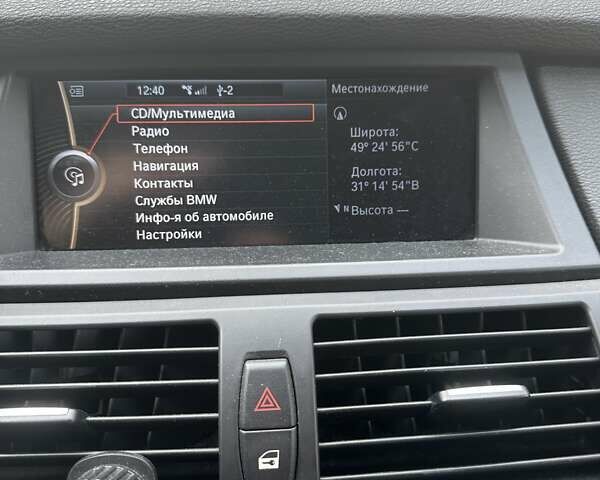 12:40 -2
CD/Мультимедиа
Радио
Телефон
Навигация
Контакты
Службы BMW
Инфо-я об автомобиле
Настройки
Местонахождение
Широта:
49° 24' 56"С
Долгота:
31° 14' 54"В
N Высота —